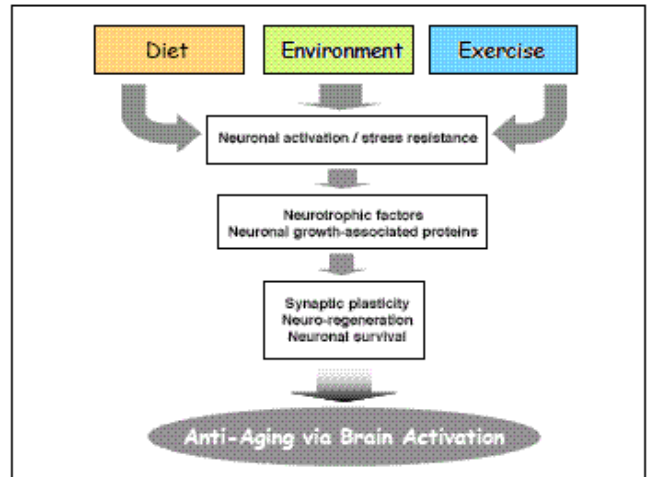 Diet
Environment
Exercise
Neuronal activation / stress resistance
Neurotrophic factors
Neuronal growth-associated proteins
Synaptic plasticity
Neuro-regeneration
Neuronal survival
Anti-Aging via Brain Activation